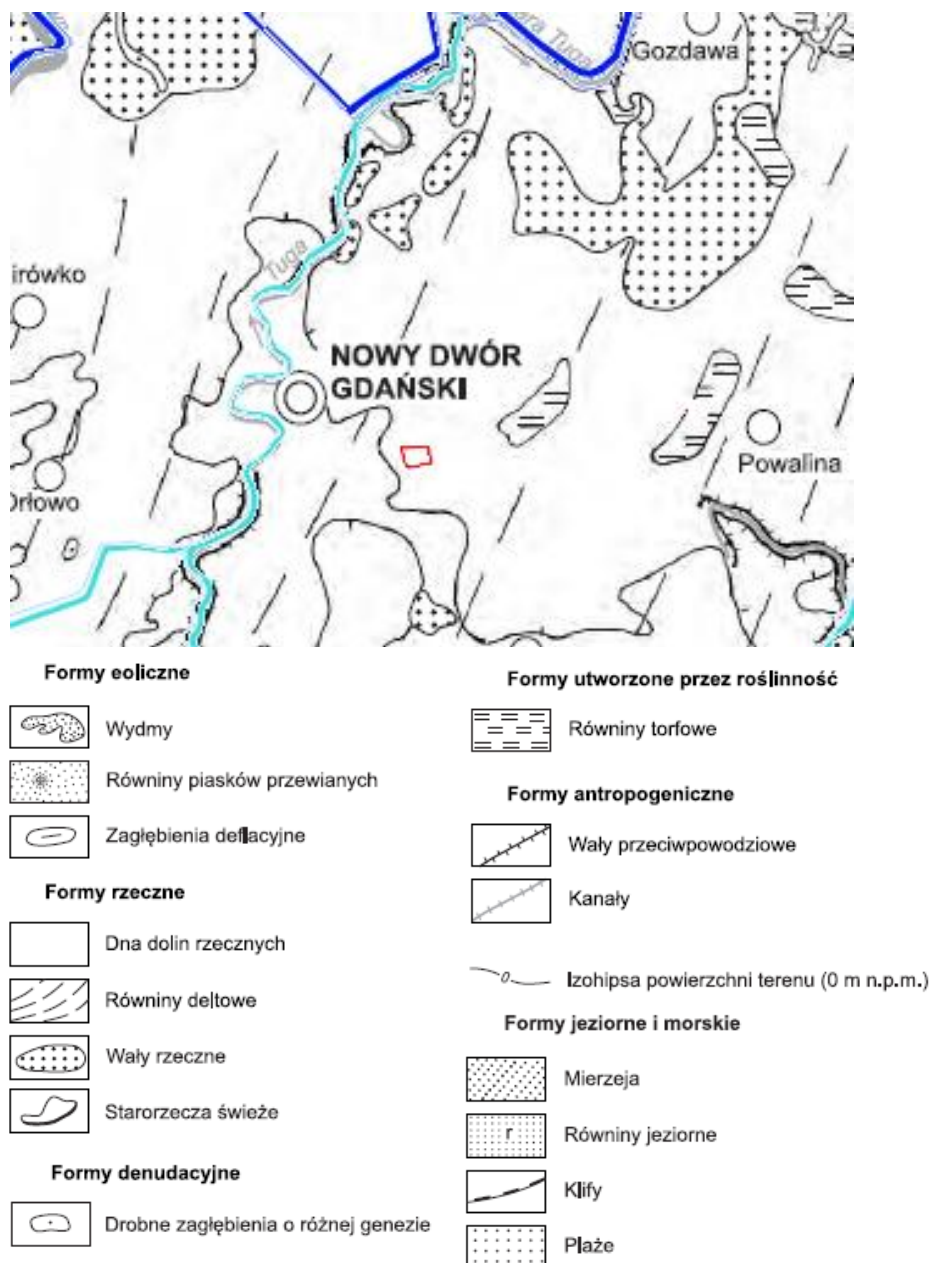 Tuga
Gozdawa
Tuga
NOWY DWÓR
GDAŃSKI
Powalina
Formy eoliczne
Wydmy
Równiny piasków przewianych
Zagłębienia deflacyjne
Formy rzeczne
Dna dolin rzecznych
Równiny deltowe
Wały rzeczne
Starorzecza świeże
Formy denudacyjne
Drobne zagłębienia o różnej genezie
Formy utworzone przez roślinność
Równiny torfowe
Formy antropogeniczne
Wały przeciwpowodziowe
Kanały
0
Izohipsa powierzchni terenu (0 m n.p.m.)
Formy jeziorne i morskie
Mierzeja
r
Równiny jeziorne
Klify
Plaże